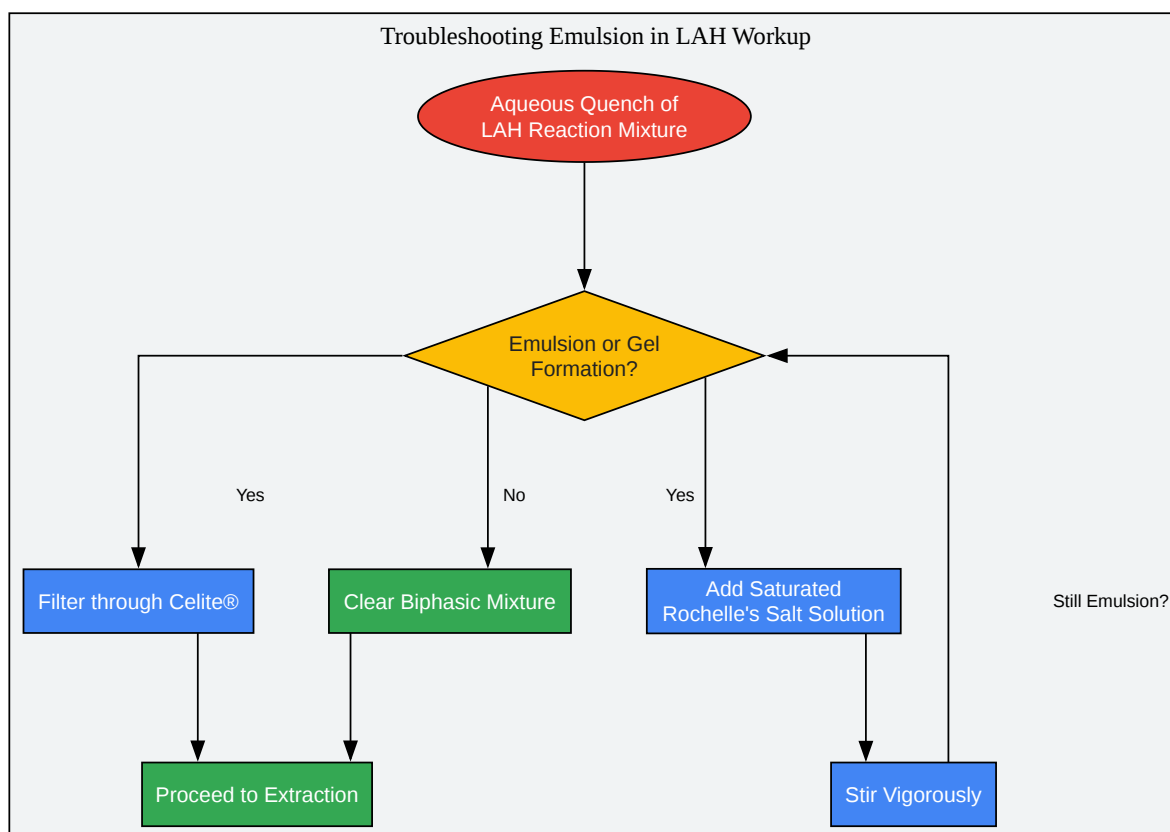 Troubleshooting Emulsion in LAH Workup
Aqueous Quench of
LAH Reaction Mixture
Emulsion or Gel
Formation?
Yes
No
Yes
Filter through Celite®
Clear Biphasic Mixture
Add Saturated
Rochelle's Salt Solution
Still Emulsion?
Proceed to Extraction
Stir Vigorously